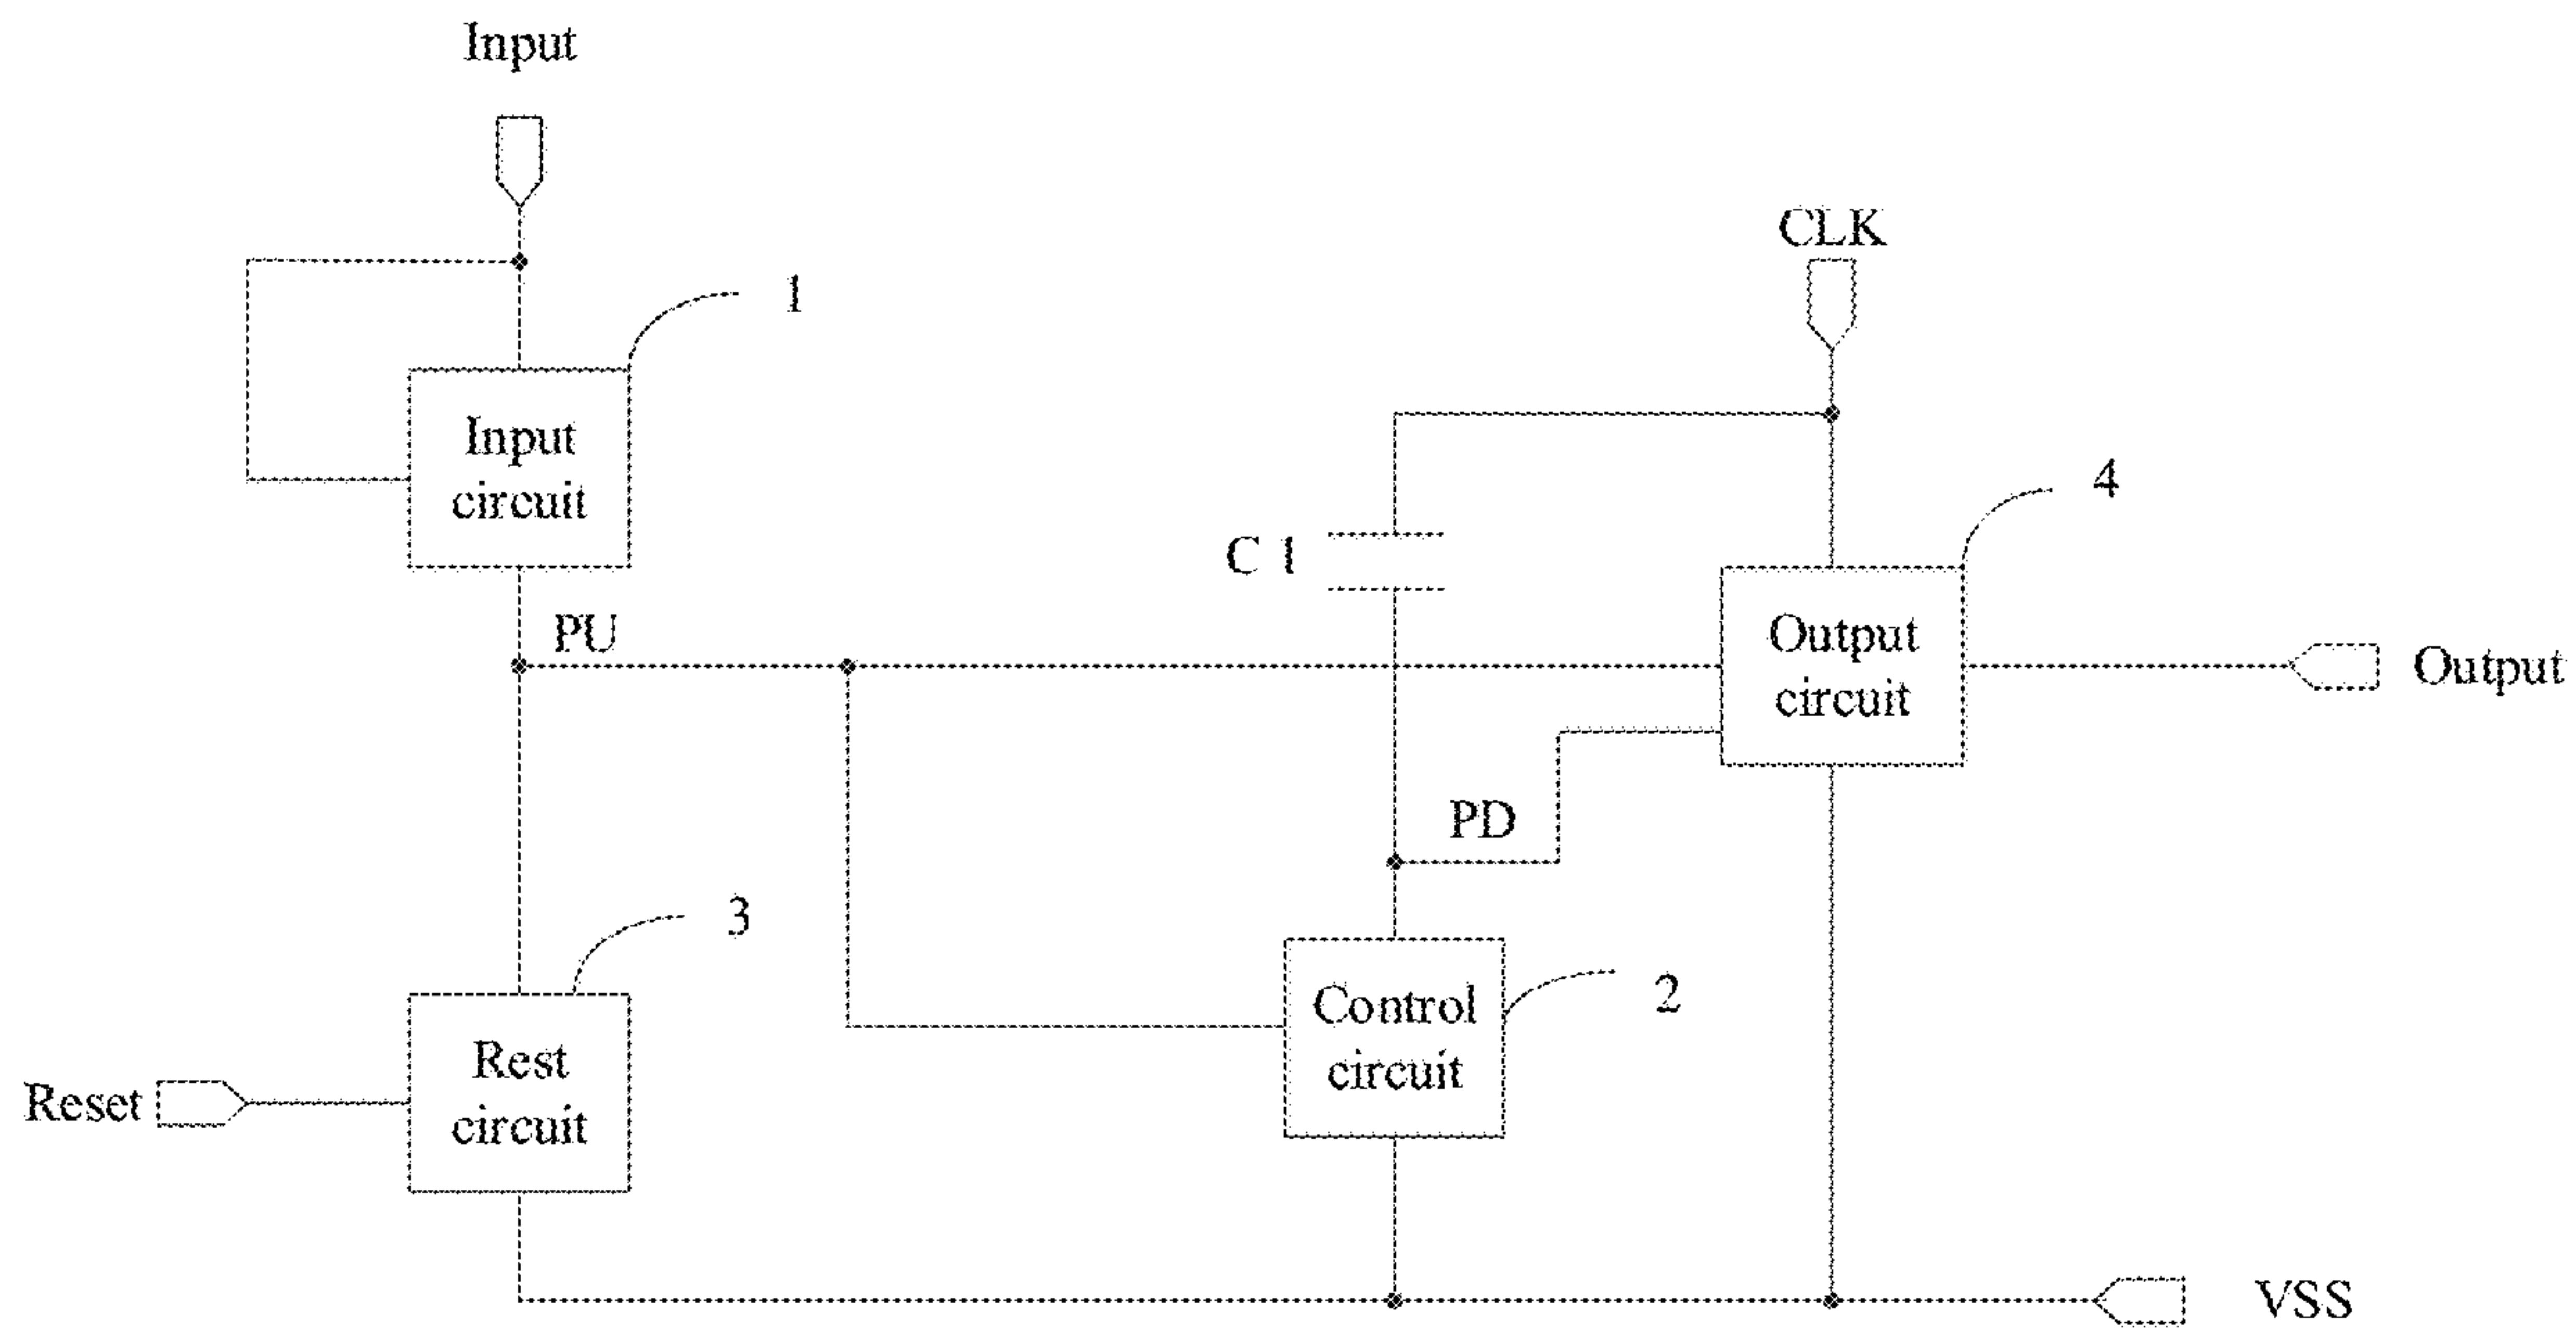 Input
CLK
1
Input
circuit
4
C 1
PU
Output
circuit
Output
PD
3
2
Control
circuit
Rest
circuit
Reset
VSS